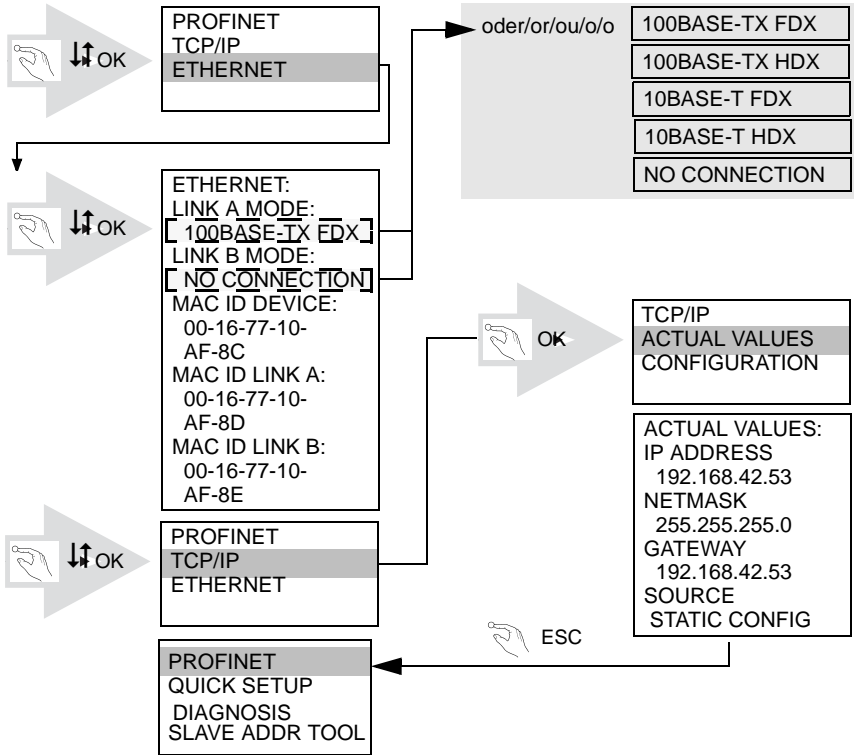 OK
PROFINET
TCP/IP
ETHERNET
oder/or/ou/o/o
100BASE-TX FDX
100BASE-TX HDX
10BASE-T FDX
10BASE-T HDX
NO CONNECTION
OK
ETHERNET:
LINK A MODE:
100BASE-TX FDX
LINK B MODE:
NO CONNECTION
MAC ID DEVICE:
00-16-77-10-
AF-8C
MAC ID LINK A:
00-16-77-10-
AF-8D
MAC ID LINK B:
00-16-77-10-
AF-8E
OK
TCP/IP
ACTUAL VALUES
CONFIGURATION
ACTUAL VALUES:
IP ADDRESS
192.168.42.53
NETMASK
255.255.255.0
GATEWAY
192.168.42.53
SOURCE
STATIC CONFIG
OK
PROFINET
TCP/IP
ETHERNET
ESC
PROFINET
QUICK SETUP
DIAGNOSIS
SLAVE ADDR TOOL